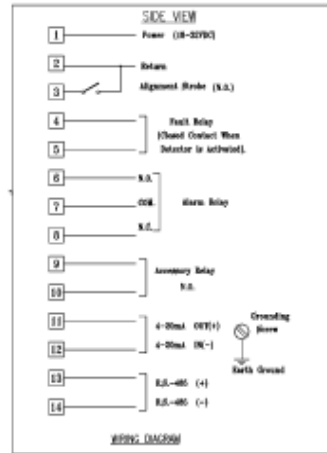 SIDE VIEW
1 Power (18-32VDC)
2 Return
3 Alignment Strobe (N.O.)
4 Fault Relay
(Closed Contact When
5 Detector is Activated).
6 N.O.
7 COM. Alarm Relay
8 N.C.
9 Accessory Relay
10 N.O.
11 4-20mA OUT(+)
Grounding
Screw
12 4-20mA IN(-)
Earth Ground
13 R.S.-485 (+)
14 R.S.-485 (-)
WIRING DIAGRAM